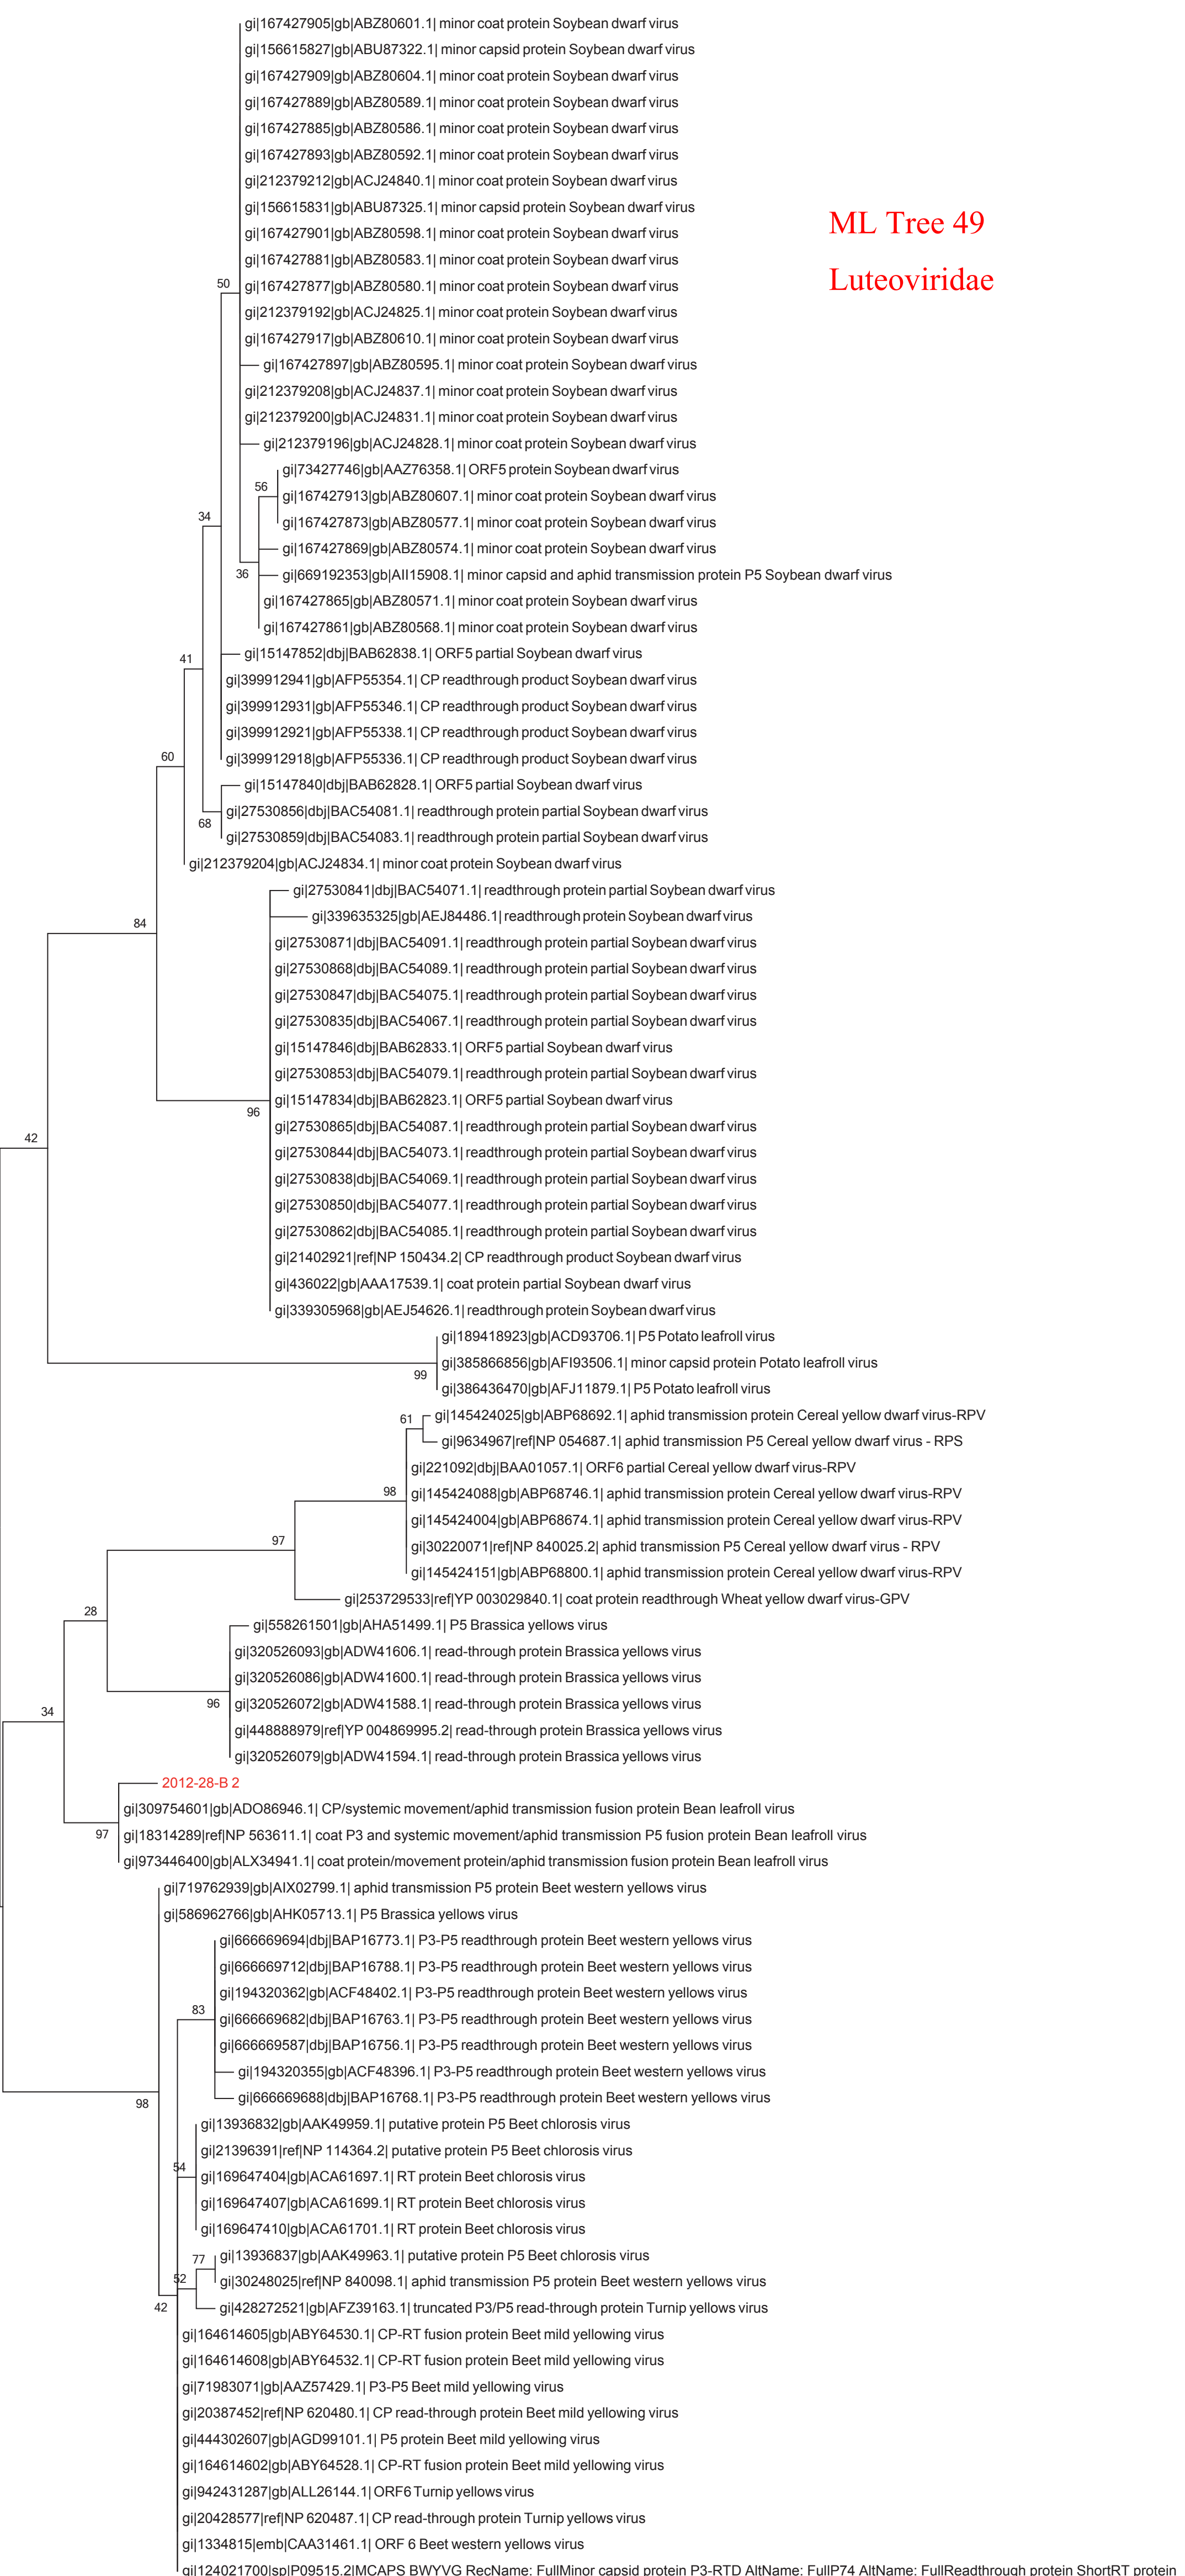 gi|167427905|gb|ABZ80601.1| minor coat protein Soybean dwarf virus
gi|156615827|gb|ABU87322.1| minor capsid protein Soybean dwarf virus
gi|167427909|gb|ABZ80604.1| minor coat protein Soybean dwarf virus
gi|167427889|gb|ABZ80589.1| minor coat protein Soybean dwarf virus
gi|167427885|gb|ABZ80586.1| minor coat protein Soybean dwarf virus
gi|167427893|gb|ABZ80592.1| minor coat protein Soybean dwarf virus
gi|212379212|gb|ACJ24840.1| minor coat protein Soybean dwarf virus
gi|156615831|gb|ABU87325.1| minor capsid protein Soybean dwarf virus
ML Tree 49
gi|167427901|gb|ABZ80598.1| minor coat protein Soybean dwarf virus
gi|167427881|gb|ABZ80583.1| minor coat protein Soybean dwarf virus
Luteoviridae
50
gi|167427877|gb|ABZ80580.1| minor coat protein Soybean dwarf virus
gi|212379192|gb|ACJ24825.1| minor coat protein Soybean dwarf virus
gi|167427917|gb|ABZ80610.1| minor coat protein Soybean dwarf virus
gi|167427897|gb|ABZ80595.1| minor coat protein Soybean dwarf virus
gi|212379208|gb|ACJ24837.1| minor coat protein Soybean dwarf virus
gi|212379200|gb|ACJ24831.1| minor coat protein Soybean dwarf virus
gi|212379196|gb|ACJ24828.1| minor coat protein Soybean dwarf virus
gi|73427746|gb|AAZ76358.1| ORF5 protein Soybean dwarf virus
56
gi|167427913|gb|ABZ80607.1| minor coat protein Soybean dwarf virus
34
gi|167427873|gb|ABZ80577.1| minor coat protein Soybean dwarf virus
gi|167427869|gb|ABZ80574.1| minor coat protein Soybean dwarf virus
36
gi|669192353|gb|AII15908.1| minor capsid and aphid transmission protein P5 Soybean dwarf virus
gi|167427865|gb|ABZ80571.1| minor coat protein Soybean dwarf virus
gi|167427861|gb|ABZ80568.1| minor coat protein Soybean dwarf virus
gi|15147852|dbj|BAB62838.1| ORF5 partial Soybean dwarf virus
41
gi|399912941|gb|AFP55354.1| CP readthrough product Soybean dwarf virus
gi|399912931|gb|AFP55346.1| CP readthrough product Soybean dwarf virus
gi|399912921|gb|AFP55338.1| CP readthrough product Soybean dwarf virus
60
gi|399912918|gb|AFP55336.1| CP readthrough product Soybean dwarf virus
gi|15147840|dbj|BAB62828.1| ORF5 partial Soybean dwarf virus
gi|27530856|dbj|BAC54081.1| readthrough protein partial Soybean dwarf virus
68
gi|27530859|dbj|BAC54083.1| readthrough protein partial Soybean dwarf virus
gi|212379204|gb|ACJ24834.1| minor coat protein Soybean dwarf virus
gi|27530841|dbj|BAC54071.1| readthrough protein partial Soybean dwarf virus
84
gi|339635325|gb|AEJ84486.1| readthrough protein Soybean dwarf virus
gi|27530871|dbj|BAC54091.1| readthrough protein partial Soybean dwarf virus
gi|27530868|dbj|BAC54089.1| readthrough protein partial Soybean dwarf virus
gi|27530847|dbj|BAC54075.1| readthrough protein partial Soybean dwarf virus
gi|27530835|dbj|BAC54067.1| readthrough protein partial Soybean dwarf virus
gi|15147846|dbj|BAB62833.1| ORF5 partial Soybean dwarf virus
gi|27530853|dbj|BAC54079.1| readthrough protein partial Soybean dwarf virus
gi|15147834|dbj|BAB62823.1| ORF5 partial Soybean dwarf virus
96
gi|27530865|dbj|BAC54087.1| readthrough protein partial Soybean dwarf virus
42
gi|27530844|dbj|BAC54073.1| readthrough protein partial Soybean dwarf virus
gi|27530838|dbj|BAC54069.1| readthrough protein partial Soybean dwarf virus
gi|27530850|dbj|BAC54077.1| readthrough protein partial Soybean dwarf virus
gi|27530862|dbj|BAC54085.1| readthrough protein partial Soybean dwarf virus
gi|21402921|ref|NP 150434.2| CP readthrough product Soybean dwarf virus
gi|436022|gb|AAA17539.1| coat protein partial Soybean dwarf virus
gi|339305968|gb|AEJ54626.1| readthrough protein Soybean dwarf virus
gi|189418923|gb|ACD93706.1| P5 Potato leafroll virus
gi|385866856|gb|AFI93506.1| minor capsid protein Potato leafroll virus
99
gi|386436470|gb|AFJ11879.1| P5 Potato leafroll virus
gi|145424025|gb|ABP68692.1| aphid transmission protein Cereal yellow dwarf virus-RPV
61
gi|9634967|ref|NP 054687.1| aphid transmission P5 Cereal yellow dwarf virus - RPS
gi|221092|dbj|BAA01057.1| ORF6 partial Cereal yellow dwarf virus-RPV
98
gi|145424088|gb|ABP68746.1| aphid transmission protein Cereal yellow dwarf virus-RPV
gi|145424004|gb|ABP68674.1| aphid transmission protein Cereal yellow dwarf virus-RPV
97
gi|30220071|ref|NP 840025.2| aphid transmission P5 Cereal yellow dwarf virus - RPV
gi|145424151|gb|ABP68800.1| aphid transmission protein Cereal yellow dwarf virus-RPV
gi|253729533|ref|YP 003029840.1| coat protein readthrough Wheat yellow dwarf virus-GPV
28
gi|558261501|gb|AHA51499.1| P5 Brassica yellows virus
gi|320526093|gb|ADW41606.1| read-through protein Brassica yellows virus
gi|320526086|gb|ADW41600.1| read-through protein Brassica yellows virus
96
gi|320526072|gb|ADW41588.1| read-through protein Brassica yellows virus
34
gi|448888979|ref|YP 004869995.2| read-through protein Brassica yellows virus
gi|320526079|gb|ADW41594.1| read-through protein Brassica yellows virus
2012-28-B 2
gi|309754601|gb|ADO86946.1| CP/systemic movement/aphid transmission fusion protein Bean leafroll virus
97
gi|18314289|ref|NP 563611.1| coat P3 and systemic movement/aphid transmission P5 fusion protein Bean leafroll virus
gi|973446400|gb|ALX34941.1| coat protein/movement protein/aphid transmission fusion protein Bean leafroll virus
gi|719762939|gb|AIX02799.1| aphid transmission P5 protein Beet western yellows virus
gi|586962766|gb|AHK05713.1| P5 Brassica yellows virus
gi|666669694|dbj|BAP16773.1| P3-P5 readthrough protein Beet western yellows virus
gi|666669712|dbj|BAP16788.1| P3-P5 readthrough protein Beet western yellows virus
gi|194320362|gb|ACF48402.1| P3-P5 readthrough protein Beet western yellows virus
83
gi|666669682|dbj|BAP16763.1| P3-P5 readthrough protein Beet western yellows virus
gi|666669587|dbj|BAP16756.1| P3-P5 readthrough protein Beet western yellows virus
gi|194320355|gb|ACF48396.1| P3-P5 readthrough protein Beet western yellows virus
gi|666669688|dbj|BAP16768.1| P3-P5 readthrough protein Beet western yellows virus
98
gi|13936832|gb|AAK49959.1| putative protein P5 Beet chlorosis virus
gi|21396391|ref|NP 114364.2| putative protein P5 Beet chlorosis virus
54
gi|169647404|gb|ACA61697.1| RT protein Beet chlorosis virus
gi|169647407|gb|ACA61699.1| RT protein Beet chlorosis virus
gi|169647410|gb|ACA61701.1| RT protein Beet chlorosis virus
gi|13936837|gb|AAK49963.1| putative protein P5 Beet chlorosis virus
77
52
gi|30248025|ref|NP 840098.1| aphid transmission P5 protein Beet western yellows virus
42
gi|428272521|gb|AFZ39163.1| truncated P3/P5 read-through protein Turnip yellows virus
gi|164614605|gb|ABY64530.1| CP-RT fusion protein Beet mild yellowing virus
gi|164614608|gb|ABY64532.1| CP-RT fusion protein Beet mild yellowing virus
gi|71983071|gb|AAZ57429.1| P3-P5 Beet mild yellowing virus
gi|20387452|ref|NP 620480.1| CP read-through protein Beet mild yellowing virus
gi|444302607|gb|AGD99101.1| P5 protein Beet mild yellowing virus
gi|164614602|gb|ABY64528.1| CP-RT fusion protein Beet mild yellowing virus
gi|942431287|gb|ALL26144.1| ORF6 Turnip yellows virus
gi|20428577|ref|NP 620487.1| CP read-through protein Turnip yellows virus
gi|1334815|emb|CAA31461.1| ORF 6 Beet western yellows virus
gi|124021700|sp|P09515.2|MCAPS BWYVG RecName: FullMinor capsid protein P3-RTD AltName: FullP74 AltName: FullReadthrough protein ShortRT protein